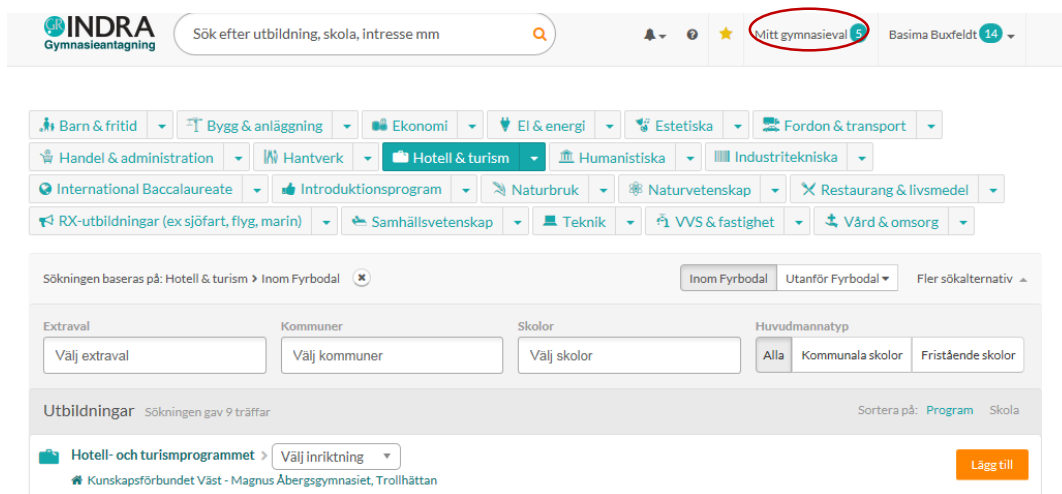 GR INDRA
Gymnasieantagning
Sök efter utbildning, skola, intresse mm
Mitt gymnasieval 5
Basima Buxfeldt 14
Barn & fritid
Bygg & anläggning
Ekonomi
El & energi
Estetiska
Fordon & transport
Handel & administration
Hantverk
Hotell & turism
Humanistiska
Industritekniska
International Baccalaureate
Introduktionsprogram
Naturbruk
Naturvetenskap
Restaurang & livsmedel
RX-utbildningar (ex sjöfart, flyg, marin)
Samhällsvetenskap
Teknik
VVS & fastighet
Vård & omsorg
Sökningen baseras på: Hotell & turism > Inom Fyrbodal
Inom Fyrbodal
Utanför Fyrbodal
Fler sökalternativ
Extraval
Kommuner
Skolor
Huvudmannatyp
Välj extraval
Välj kommuner
Välj skolor
Alla
Kommunala skolor
Fristående skolor
Utbildningar Sökningen gav 9 träffar
Sortera på: Program Skola
Hotell- och turismprogrammet > Välj inriktning
Lägg till
Kunskapsförbundet Väst - Magnus Åbergsgymnasiet, Trollhättan